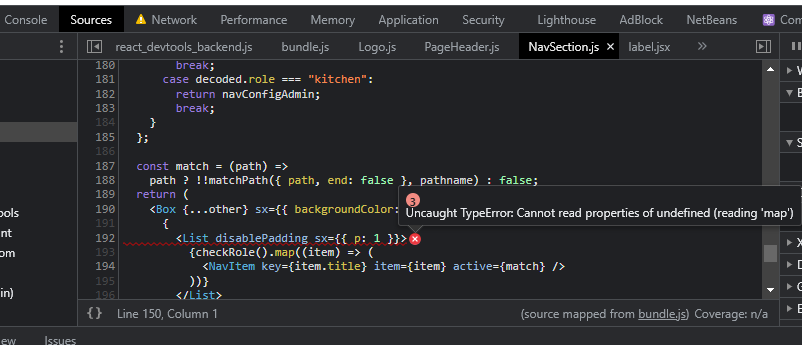 Console Sources Network Performance Memory Application Security Lighthouse AdBlock NetBeans
react_devtools_backend.js bundle.js Logo.js PageHeader.js NavSection.js × label.jsx »
180 break;
181 case decoded.role === "kitchen":
182 return navConfigAdmin;
183 break;
184 }
185 };
186
187 const match = (path) =>
188 path ? !!matchPath({ path, end: false }, pathname) : false;
189 return (
190 <Box {...other} sx={{ backgroundColor:
191 {
192 <List disablePadding sx={{ p: 1 }}>
193 {checkRole().map((item) => (
194 <NavItem key={item.title} item={item} active={match} />
195 ))}
196 </List>
3
Uncaught TypeError: Cannot read properties of undefined (reading 'map')
ols
nt
om
in)
{} Line 150, Column 1 (source mapped from bundle.js) Coverage: n/a
ew Issues